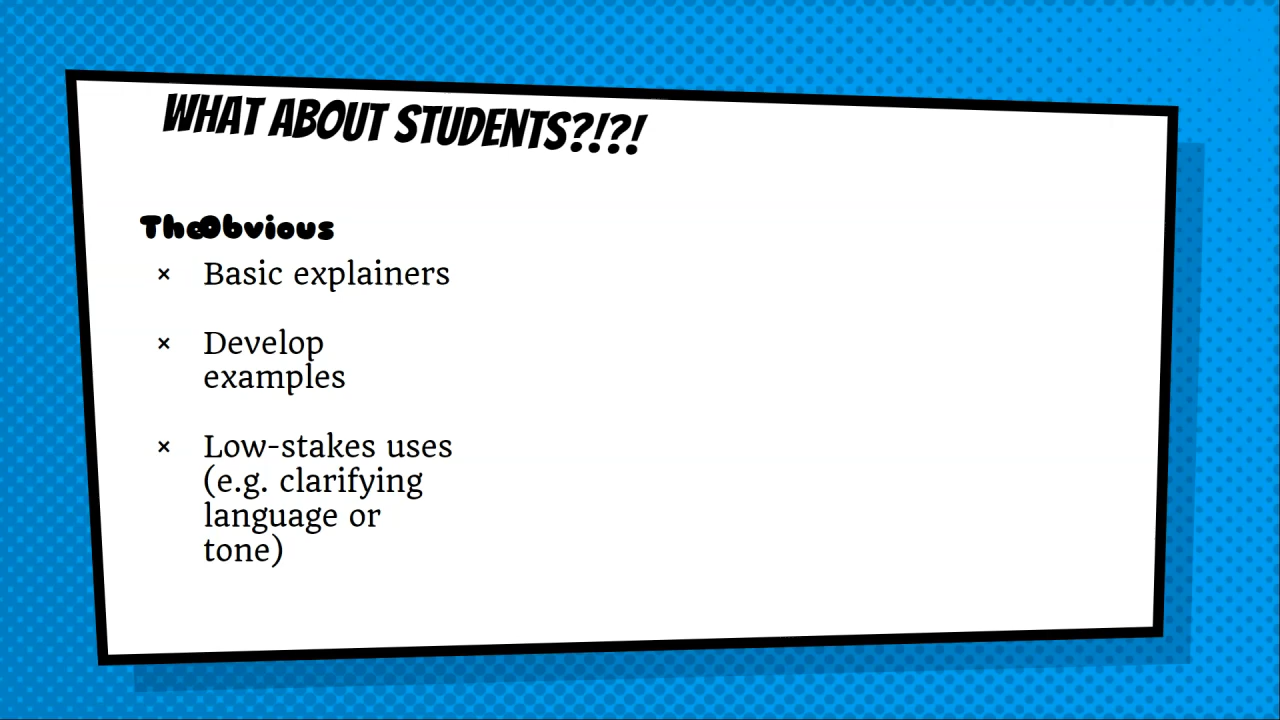 WHAT ABOUT STUDENTS?!?!
The Obvious
× Basic explainers
× Develop
examples
× Low-stakes uses
(e.g. clarifying
language or
tone)